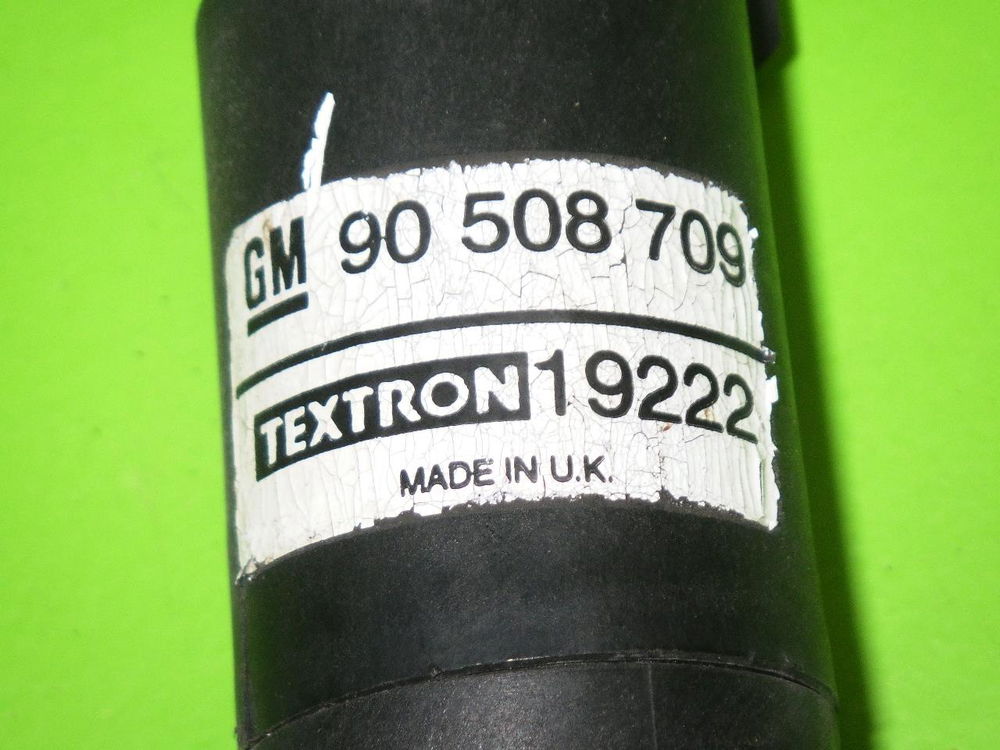 GM 90 508 709
TEXTRON 19222
MADE IN U.K.